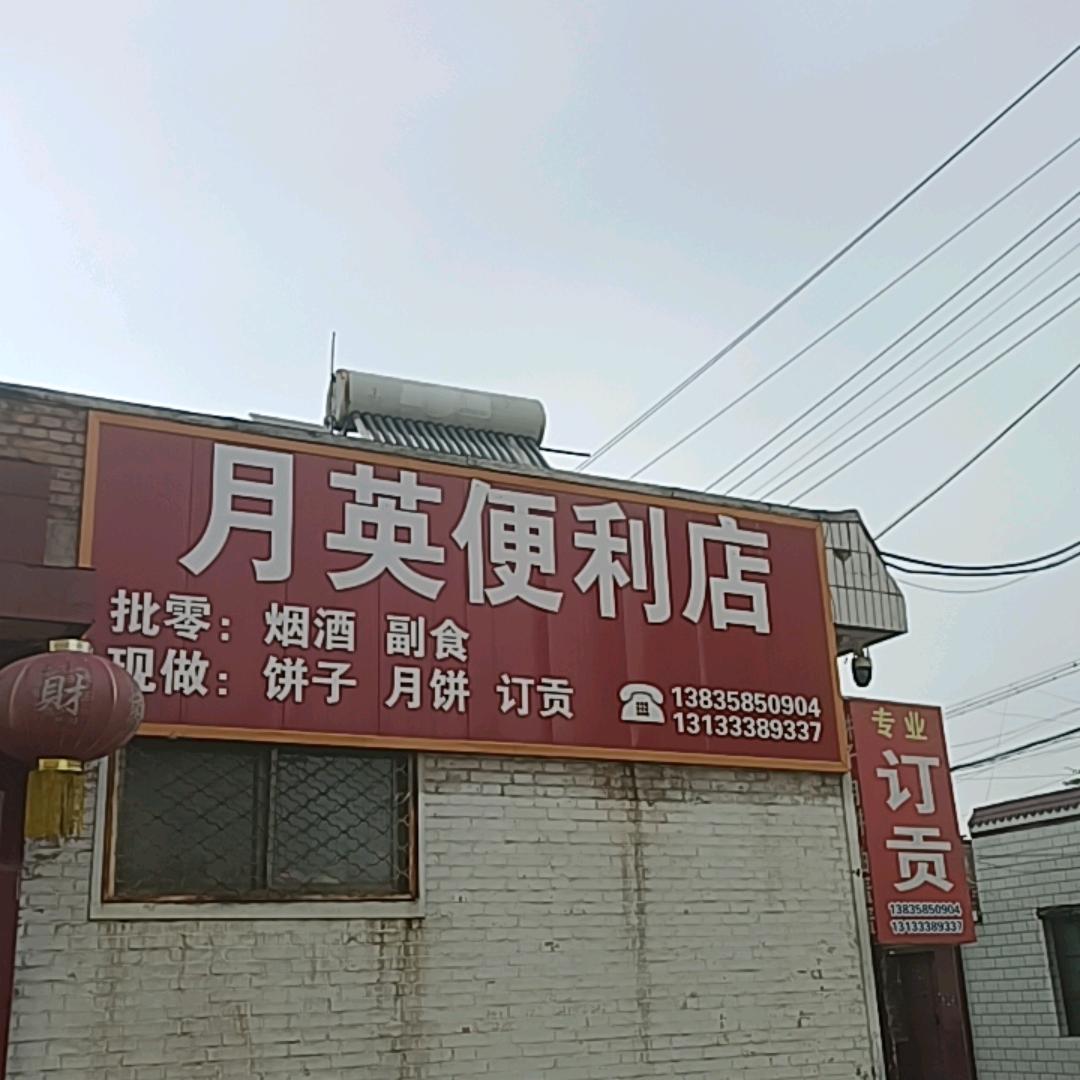 月英便利店
批零：烟酒 副食
现做：饼子 月饼 订贡
13835850904
13133389337
財
专业
订贡
13835850904
13133389337